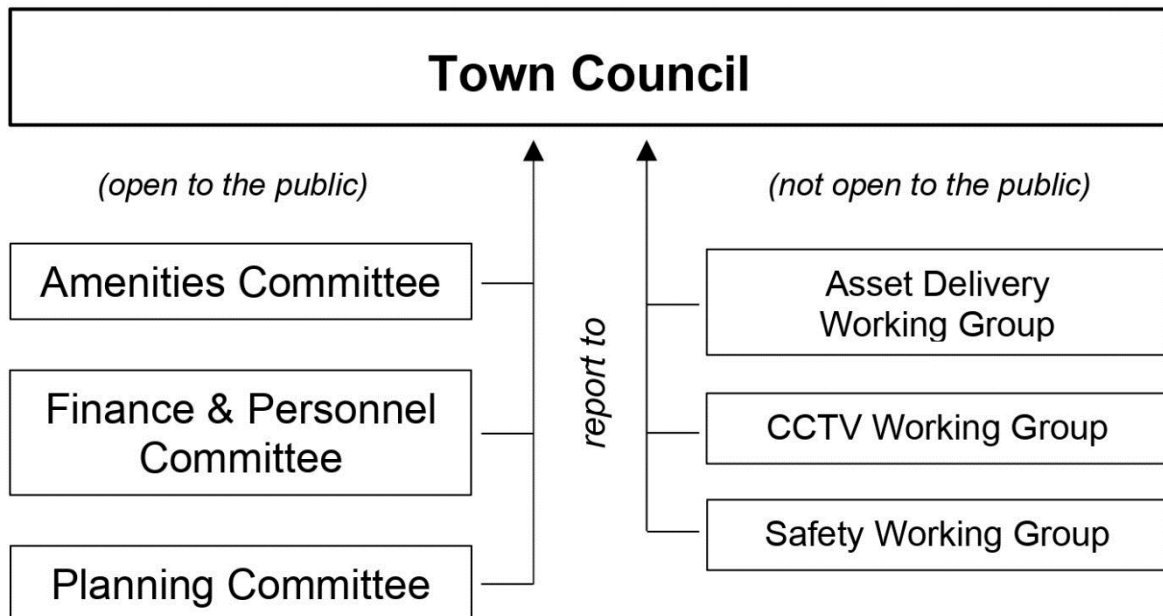 Town Council
(open to the public)
Amenities Committee
Finance & Personnel
Committee
Planning Committee
report to
(not open to the public)
Asset Delivery
Working Group
CCTV Working Group
Safety Working Group